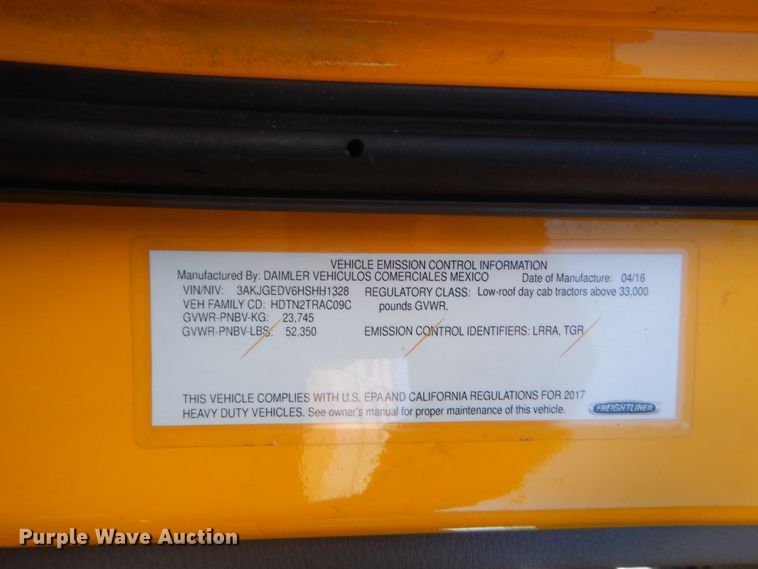 VEHICLE EMISSION CONTROL INFORMATION
Manufactured By: DAIMLER VEHICULOS COMERCIALES MEXICO Date of Manufacture: 04/16
VIN/NIV: 3AKJGEDV6HSHH1328 REGULATORY CLASS: Low-roof day cab tractors above 33,000
VEH FAMILY CD: HDTN2TRAC09C pounds GVWR.
GVWR-PNBV-KG: 23,745
GVWR-PNBV-LBS: 52,350 EMISSION CONTROL IDENTIFIERS: LRRA, TGR
THIS VEHICLE COMPLIES WITH U.S. EPA AND CALIFORNIA REGULATIONS FOR 2017
HEAVY DUTY VEHICLES. See owner's manual for proper maintenance of this vehicle.
FREIGHTLINER
Purple Wave Auction